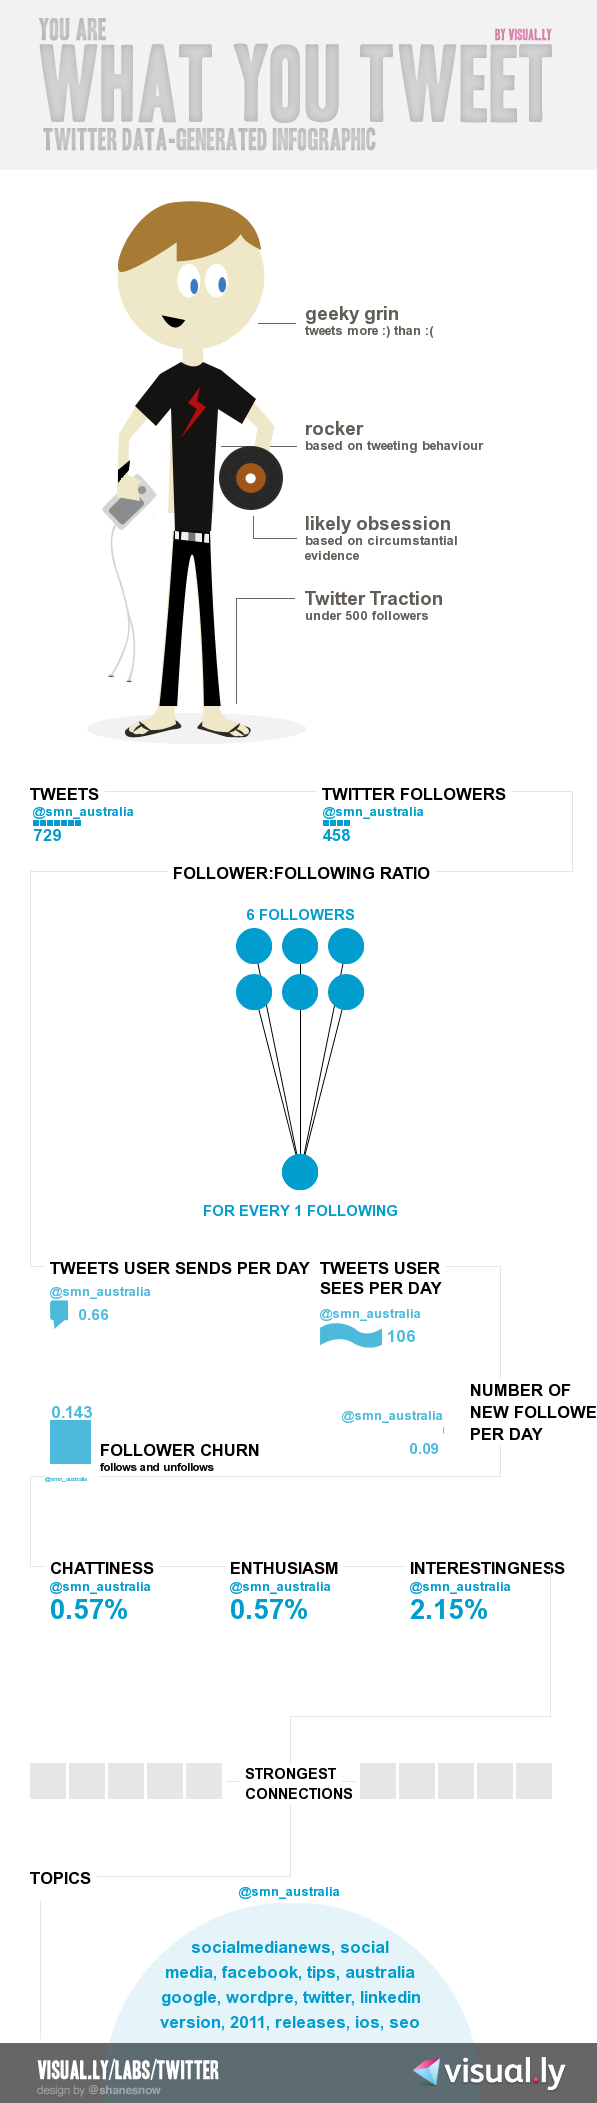 YOU ARE
BY VISUAL.LY
WHAT YOU TWEET
TWITTER DATA-GENERATED INFOGRAPHIC
geeky grin
tweets more :) than :(
rocker
based on tweeting behaviour
likely obsession
based on circumstantial
evidence
Twitter Traction
under 500 followers
TWEETS
@smn_australia
729
TWITTER FOLLOWERS
@smn_australia
458
FOLLOWER:FOLLOWING RATIO
6 FOLLOWERS
FOR EVERY 1 FOLLOWING
TWEETS USER SENDS PER DAY
@smn_australia
0.66
TWEETS USER
SEES PER DAY
@smn_australia
106
0.143
FOLLOWER CHURN
follows and unfollows
@smn_australia
@smn_australia
0.09
NUMBER OF
NEW FOLLOWE
PER DAY
CHATTINESS
@smn_australia
0.57%
ENTHUSIASM
@smn_australia
0.57%
INTERESTINGNESS
@smn_australia
2.15%
STRONGEST
CONNECTIONS
TOPICS
@smn_australia
socialmedianews, social
media, facebook, tips, australia
google, wordpre, twitter, linkedin
version, 2011, releases, ios, seo
VISUAL.LY/LABS/TWITTER
design by @shanesnow
visual.ly